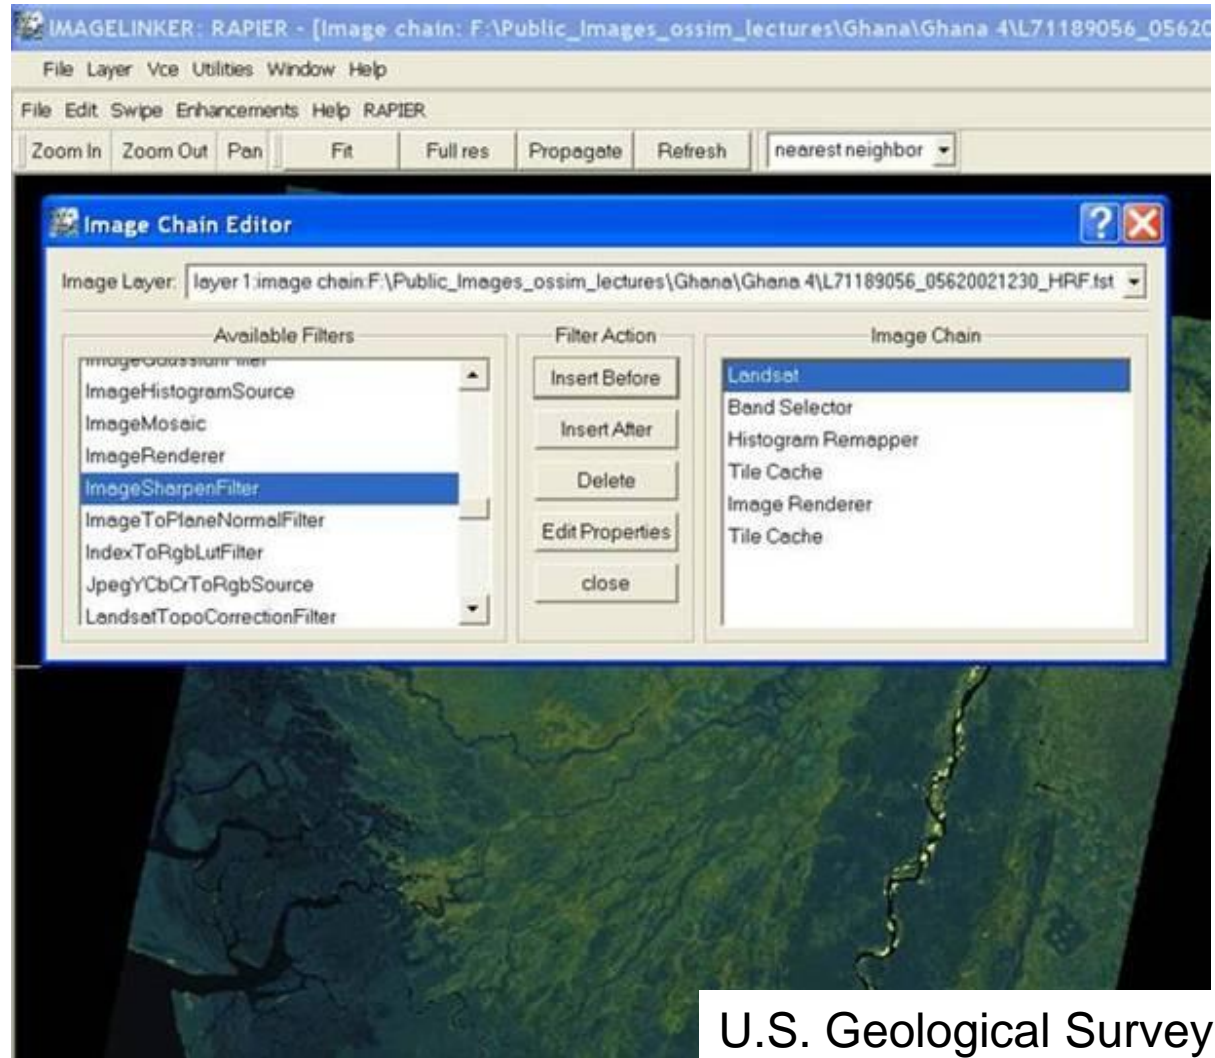 IMAGELINKER: RAPIER - [Image chain: F:\Public_Images_ossim_lectures\Ghana\Ghana 4\L71189056_05620
File Layer Vce Utilities Window Help
File Edit Swipe Enhancements Help RAPIER
Zoom In Zoom Out Pan Fit Full res Propagate Refresh nearest neighbor
Image Chain Editor
Image Layer: layer 1:image chain:F:\Public_Images_ossim_lectures\Ghana\Ghana 4\L71189056_05620021230_HRF.fst
Available Filters
ImageGaussianFilter
ImageHistogramSource
ImageMosaic
ImageRenderer
ImageSharpenFilter
ImageToPlaneNormalFilter
IndexToRgbLutFilter
JpegYCbCrToRgbSource
LandsatTopoCorrectionFilter
Filter Action
Insert Before
Insert After
Delete
Edit Properties
close
Image Chain
Landsat
Band Selector
Histogram Remapper
Tile Cache
Image Renderer
Tile Cache
U.S. Geological Survey